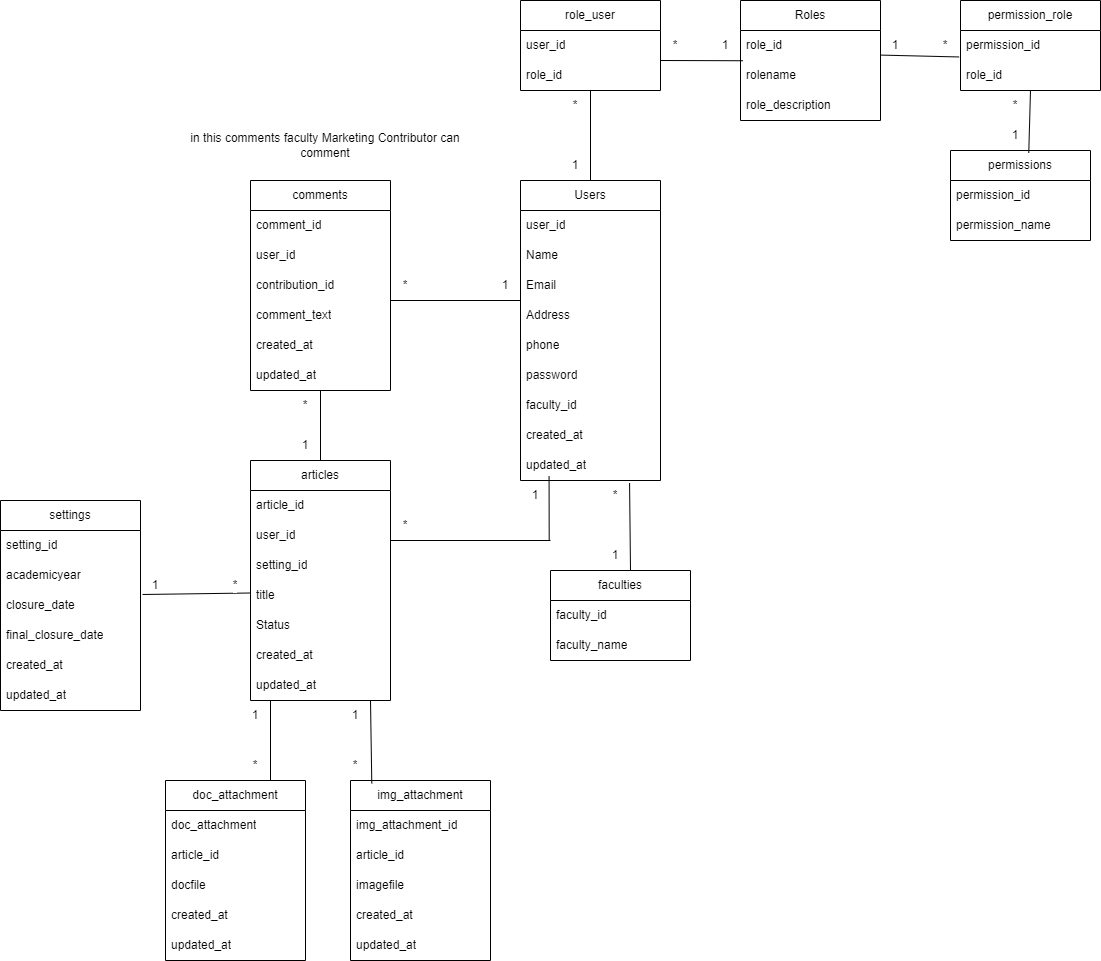 role_user
user_id
role_id
*
1
*
1
Roles
role_id
rolename
role_description
1
*
permission_role
permission_id
role_id
*
1
permissions
permission_id
permission_name
in this comments faculty Marketing Contributor can
comment
comments
comment_id
user_id
contribution_id
comment_text
created_at
updated_at
*
1
*
1
Users
user_id
Name
Email
Address
phone
password
faculty_id
created_at
updated_at
1
*
*
1
faculties
faculty_id
faculty_name
articles
article_id
user_id
setting_id
title
Status
created_at
updated_at
settings
setting_id
academicyear
closure_date
final_closure_date
created_at
updated_at
1
*
1
*
1
*
doc_attachment
doc_attachment
article_id
docfile
created_at
updated_at
img_attachment
img_attachment_id
article_id
imagefile
created_at
updated_at